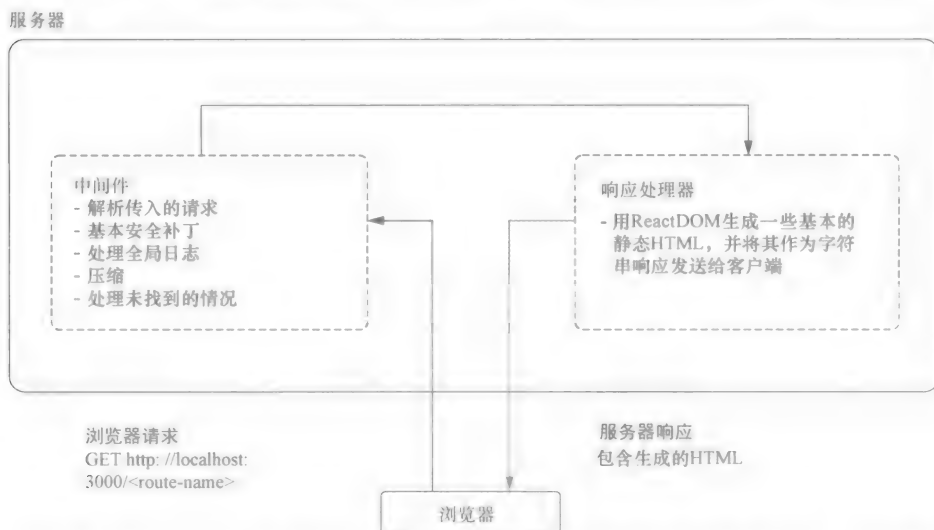 服务器
中间件
- 解析传入的请求
- 基本安全补丁
- 处理全局日志
- 压缩
- 处理未找到的情况
响应处理器
- 用ReactDOM生成一些基本的
静态HTML，并将其作为字符
串响应发送给客户端
浏览器请求
GET http: //localhost:
3000/<route-name>
服务器响应
包含生成的HTML
浏览器